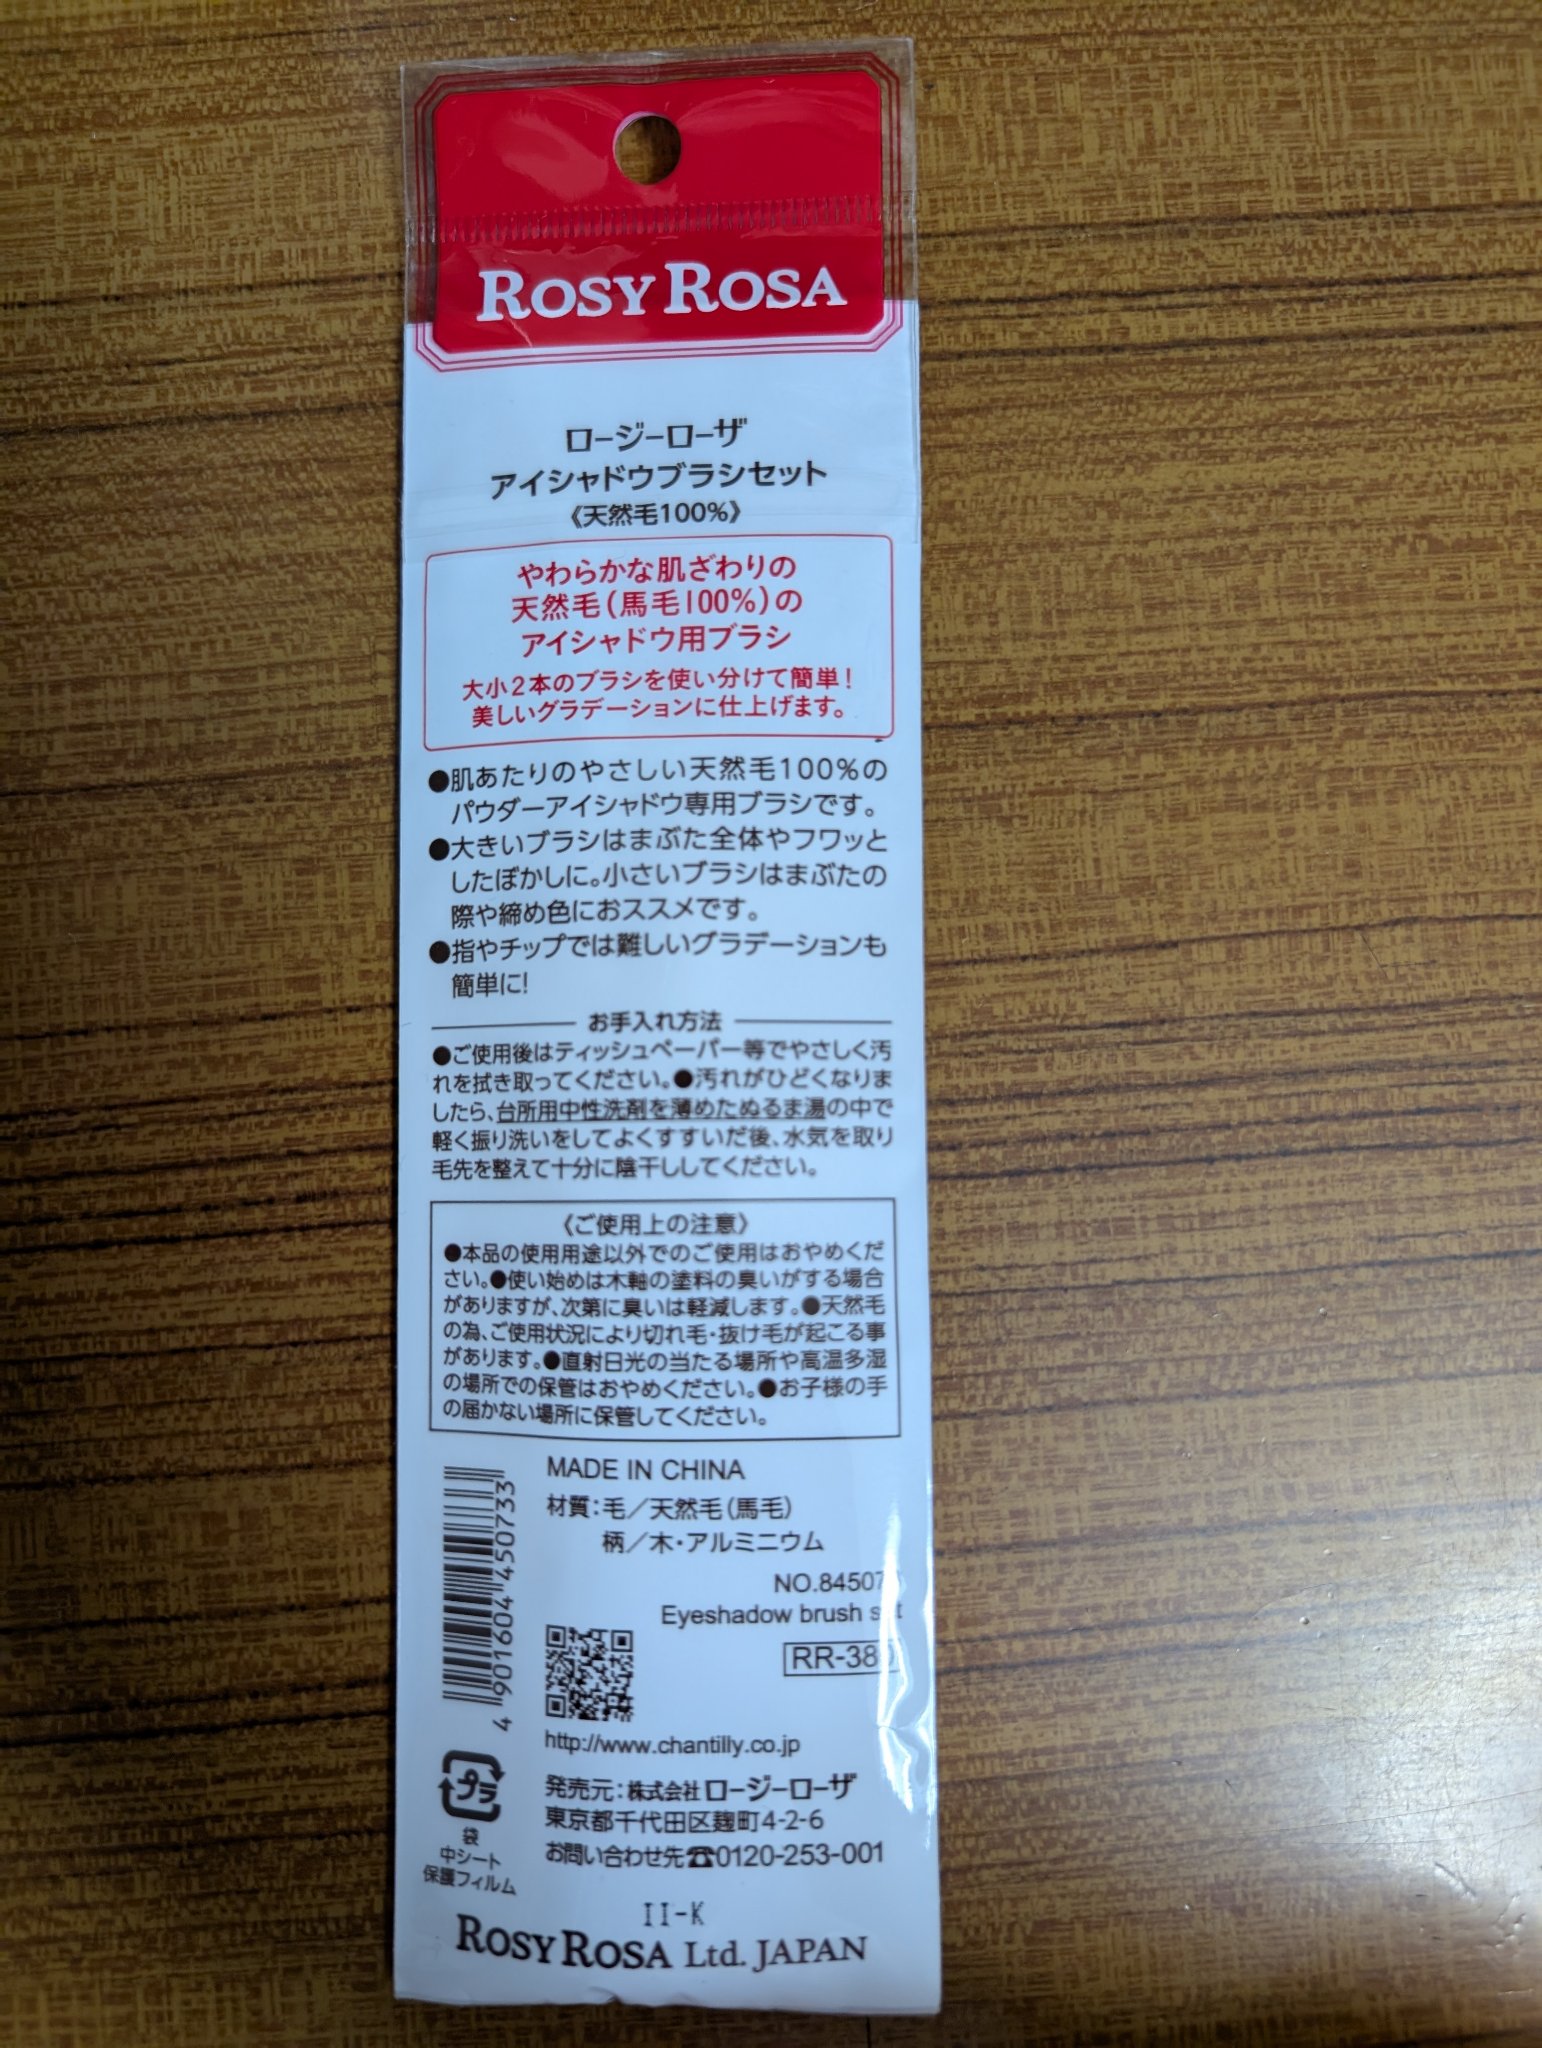 ROSY ROSA
ロージーローザ
アイシャドウブラシセット
《天然毛100%》
やわらかな肌ざわりの
天然毛(馬毛100%)の
アイシャドウ用ブラシ
大小2本のブラシを使い分けて簡単!
美しいグラデーションに仕上げます。
●肌あたりのやさしい天然毛100%の
パウダーアイシャドウ専用ブラシです。
●大きいブラシはまぶた全体やフワッと
したぼかしに。小さいブラシはまぶたの
際や締め色におススメです。
●指やチップでは難しいグラデーションも
簡単に!
お手入れ方法
●ご使用後はティッシュペーパー等でやさしく汚
れを拭き取ってください。●汚れがひどくなりま
したら、台所用中性洗剤を薄めたぬるま湯の中で
軽く振り洗いをしてよくすすいだ後、水気を取り
毛先を整えて十分に陰干ししてください。
《ご使用上の注意》
●本品の使用用途以外でのご使用はおやめくだ
さい。●使い始めは木軸の塗料の臭いがする場合
がありますが、次第に臭いは軽減します。●天然毛
の為、ご使用状況により切れ毛・抜け毛が起こる事
があります。●直射日光の当たる場所や高温多湿
の場所での保管はおやめください。●お子様の手
の届かない場所に保管してください。
MADE IN CHINA
材質:毛/天然毛(馬毛)
柄/木・アルミニウム
NO.84507
Eyeshadow brush set
RR-38
4 901604 450733
http://www.chantilly.co.jp
発売元:株式会社ロージーローザ
東京都千代田区麹町4-2-6
お問い合わせ先☎0120-253-001
プラ
袋
中シート
保護フィルム
II-K
ROSY ROSA Ltd. JAPAN